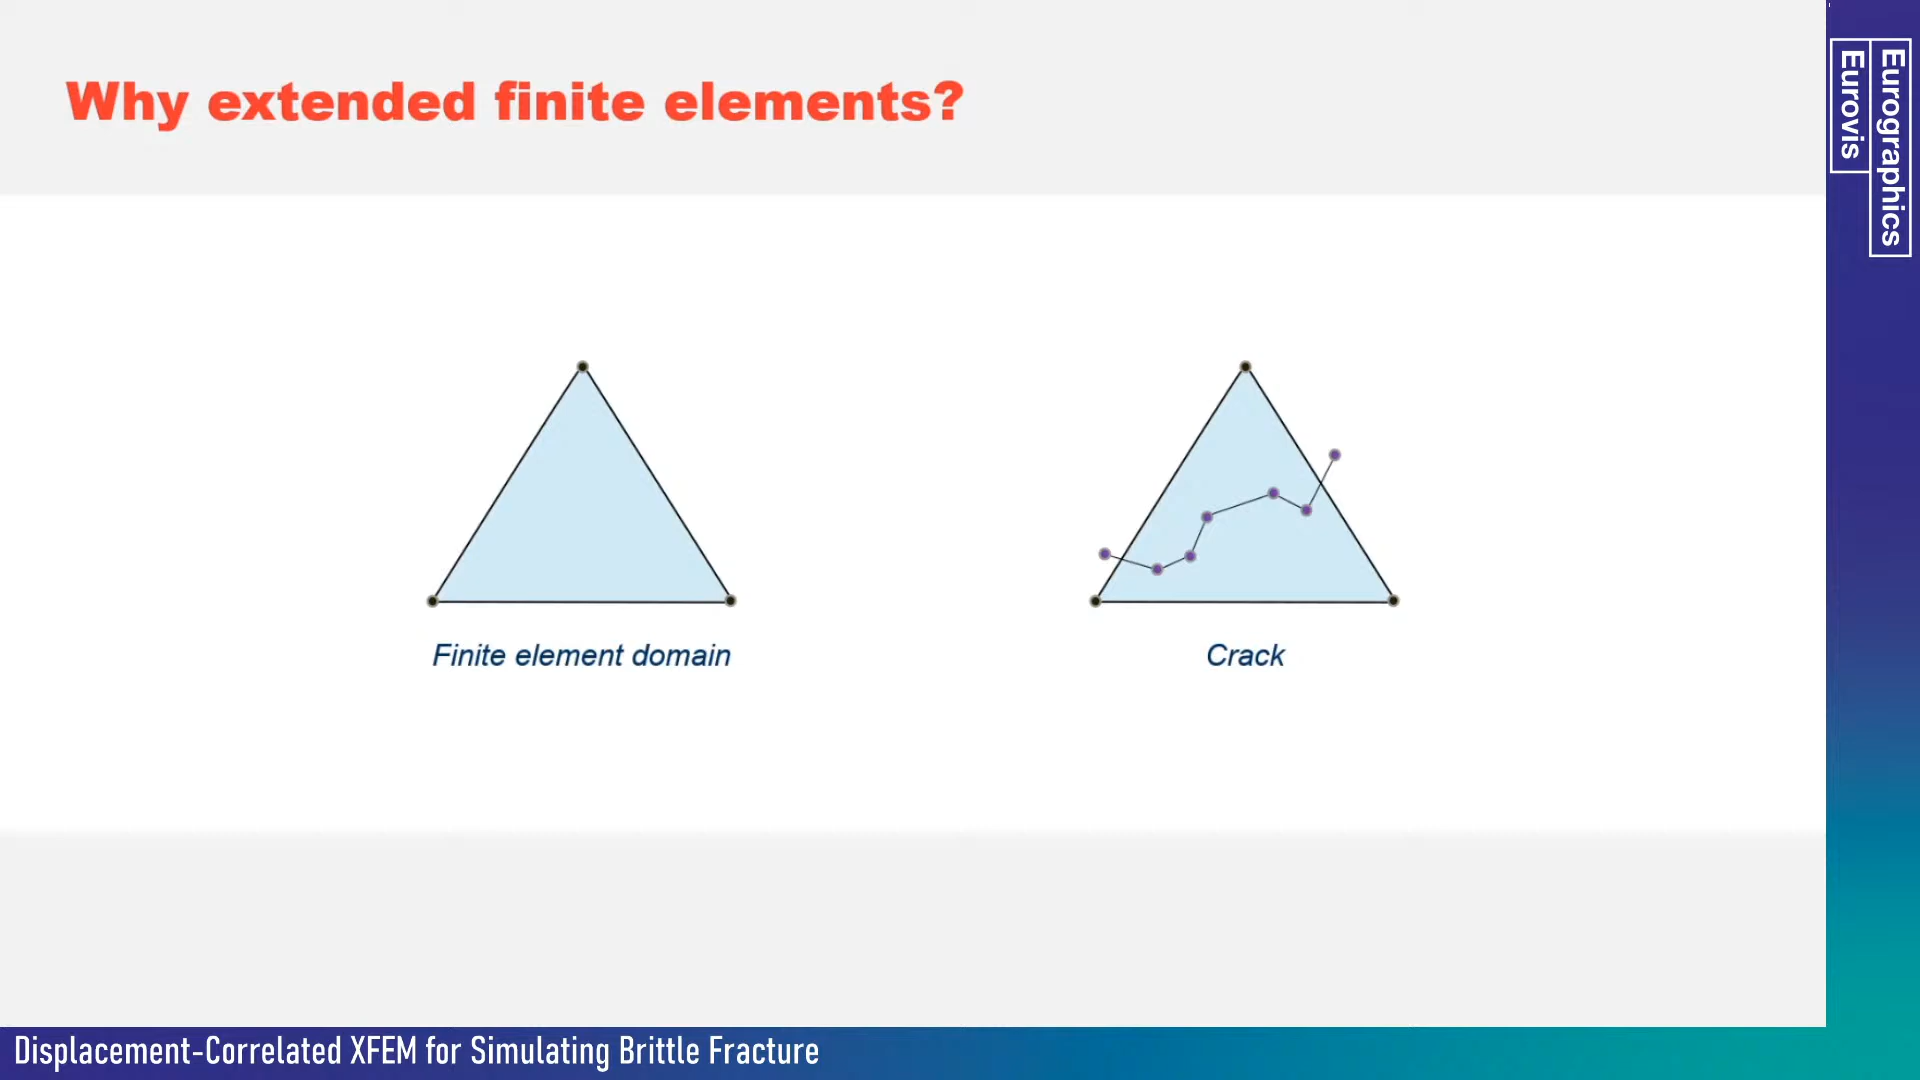 Why extended finite elements?
Eurographics
Eurovis
Finite element domain
Crack
Displacement-Correlated XFEM for Simulating Brittle Fracture